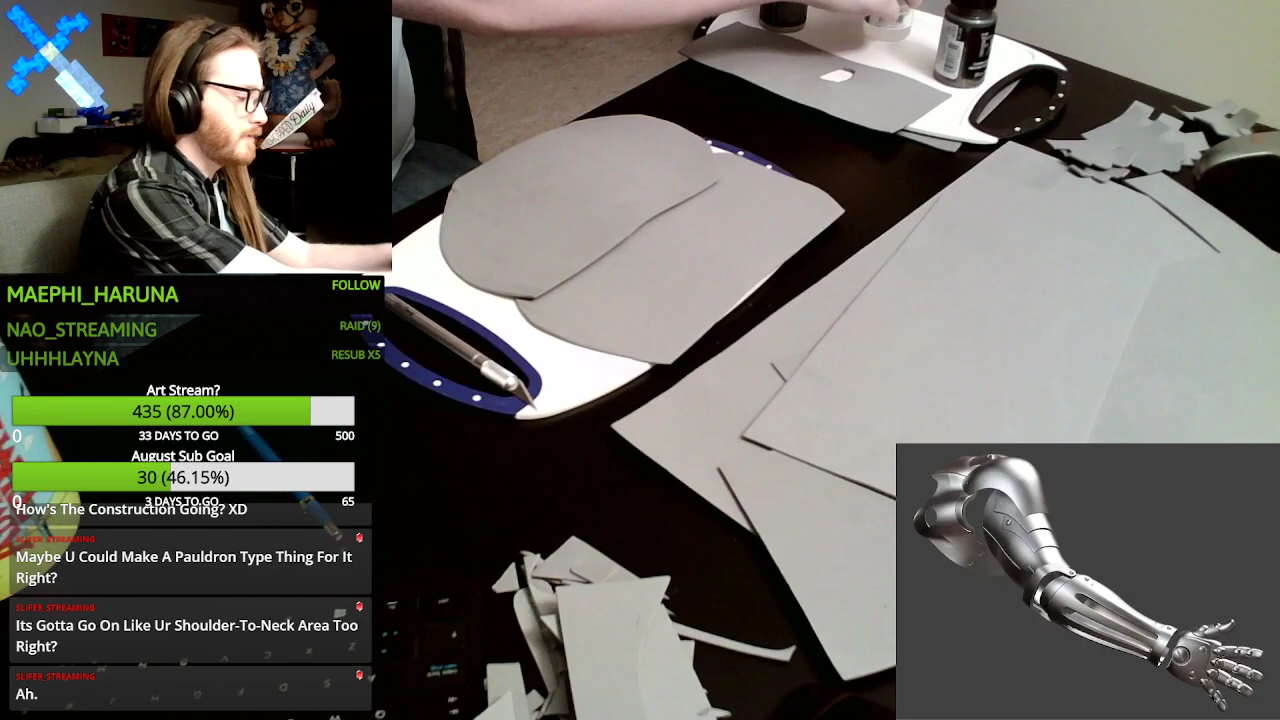 Daily
MAEPHI_HARUNA FOLLOW
NAO_STREAMING RAID (9)
UHHHLAYNA RESUB X5
Art Stream?
435 (87.00%)
0 33 DAYS TO GO 500
August Sub Goal
30 (46.15%)
0 3 DAYS TO GO 65
How's The Construction Going? XD
SLIFER_STREAMING
Maybe U Could Make A Pauldron Type Thing For It
Right?
SLIFER_STREAMING
Its Gotta Go On Like Ur Shoulder-To-Neck Area Too
Right?
SLIFER_STREAMING
Ah.